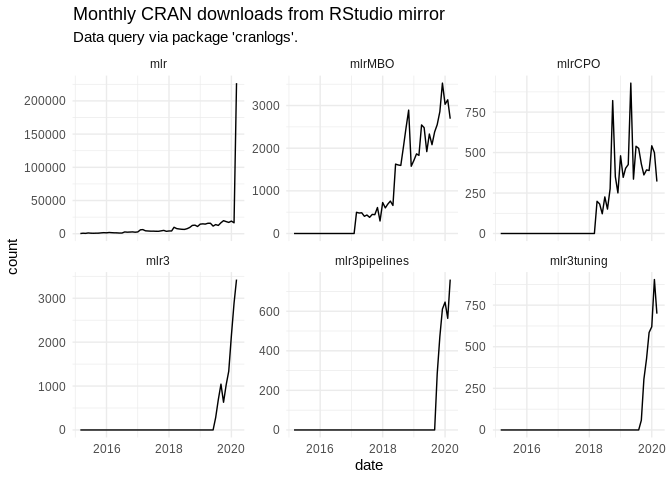 Monthly CRAN downloads from RStudio mirror
Data query via package 'cranlogs'.
mlr
mlrMBO
mlrCPO
200000
150000
100000
50000
0
3000
2000
1000
0
750
500
250
0
count
mlr3
mlr3pipelines
mlr3tuning
3000
2000
1000
0
600
400
200
0
750
500
250
0
2016 2018 2020
2016 2018 2020
2016 2018 2020
date